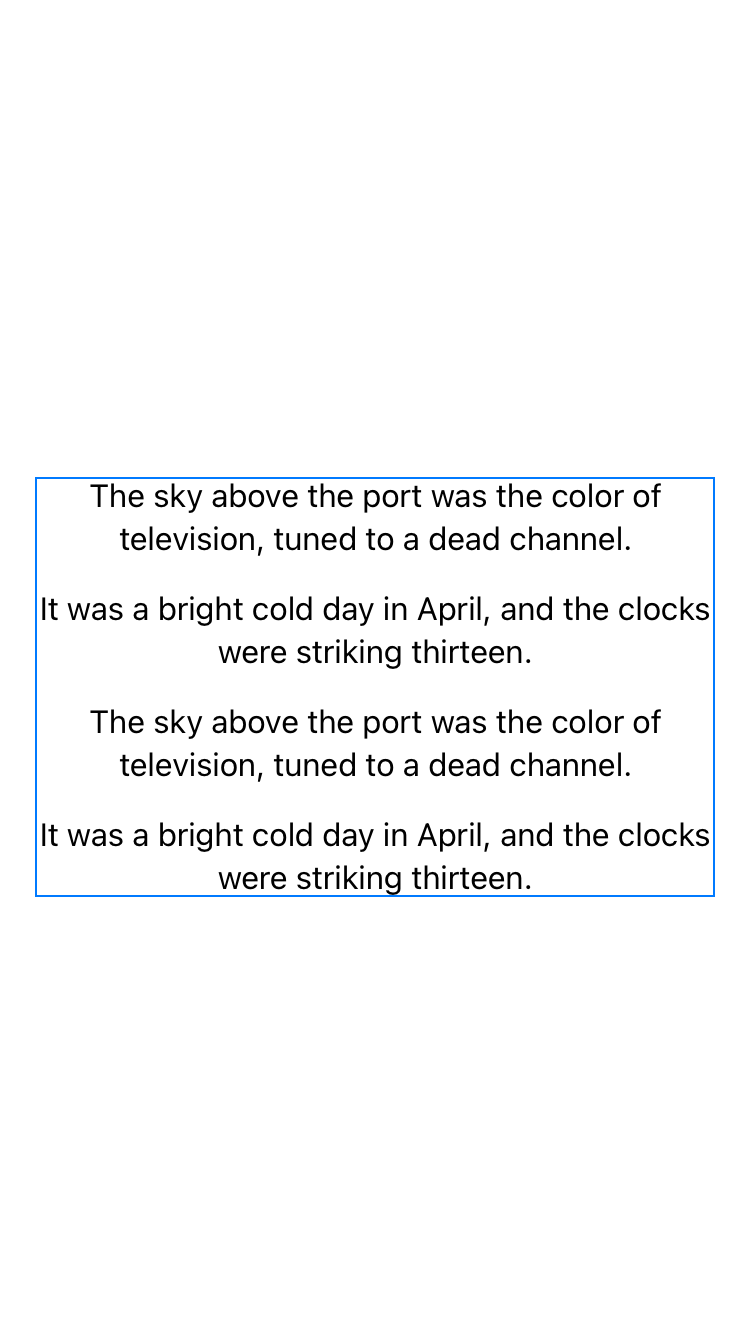 The sky above the port was the color of
television, tuned to a dead channel.
It was a bright cold day in April, and the clocks
were striking thirteen.
The sky above the port was the color of
television, tuned to a dead channel.
It was a bright cold day in April, and the clocks
were striking thirteen.